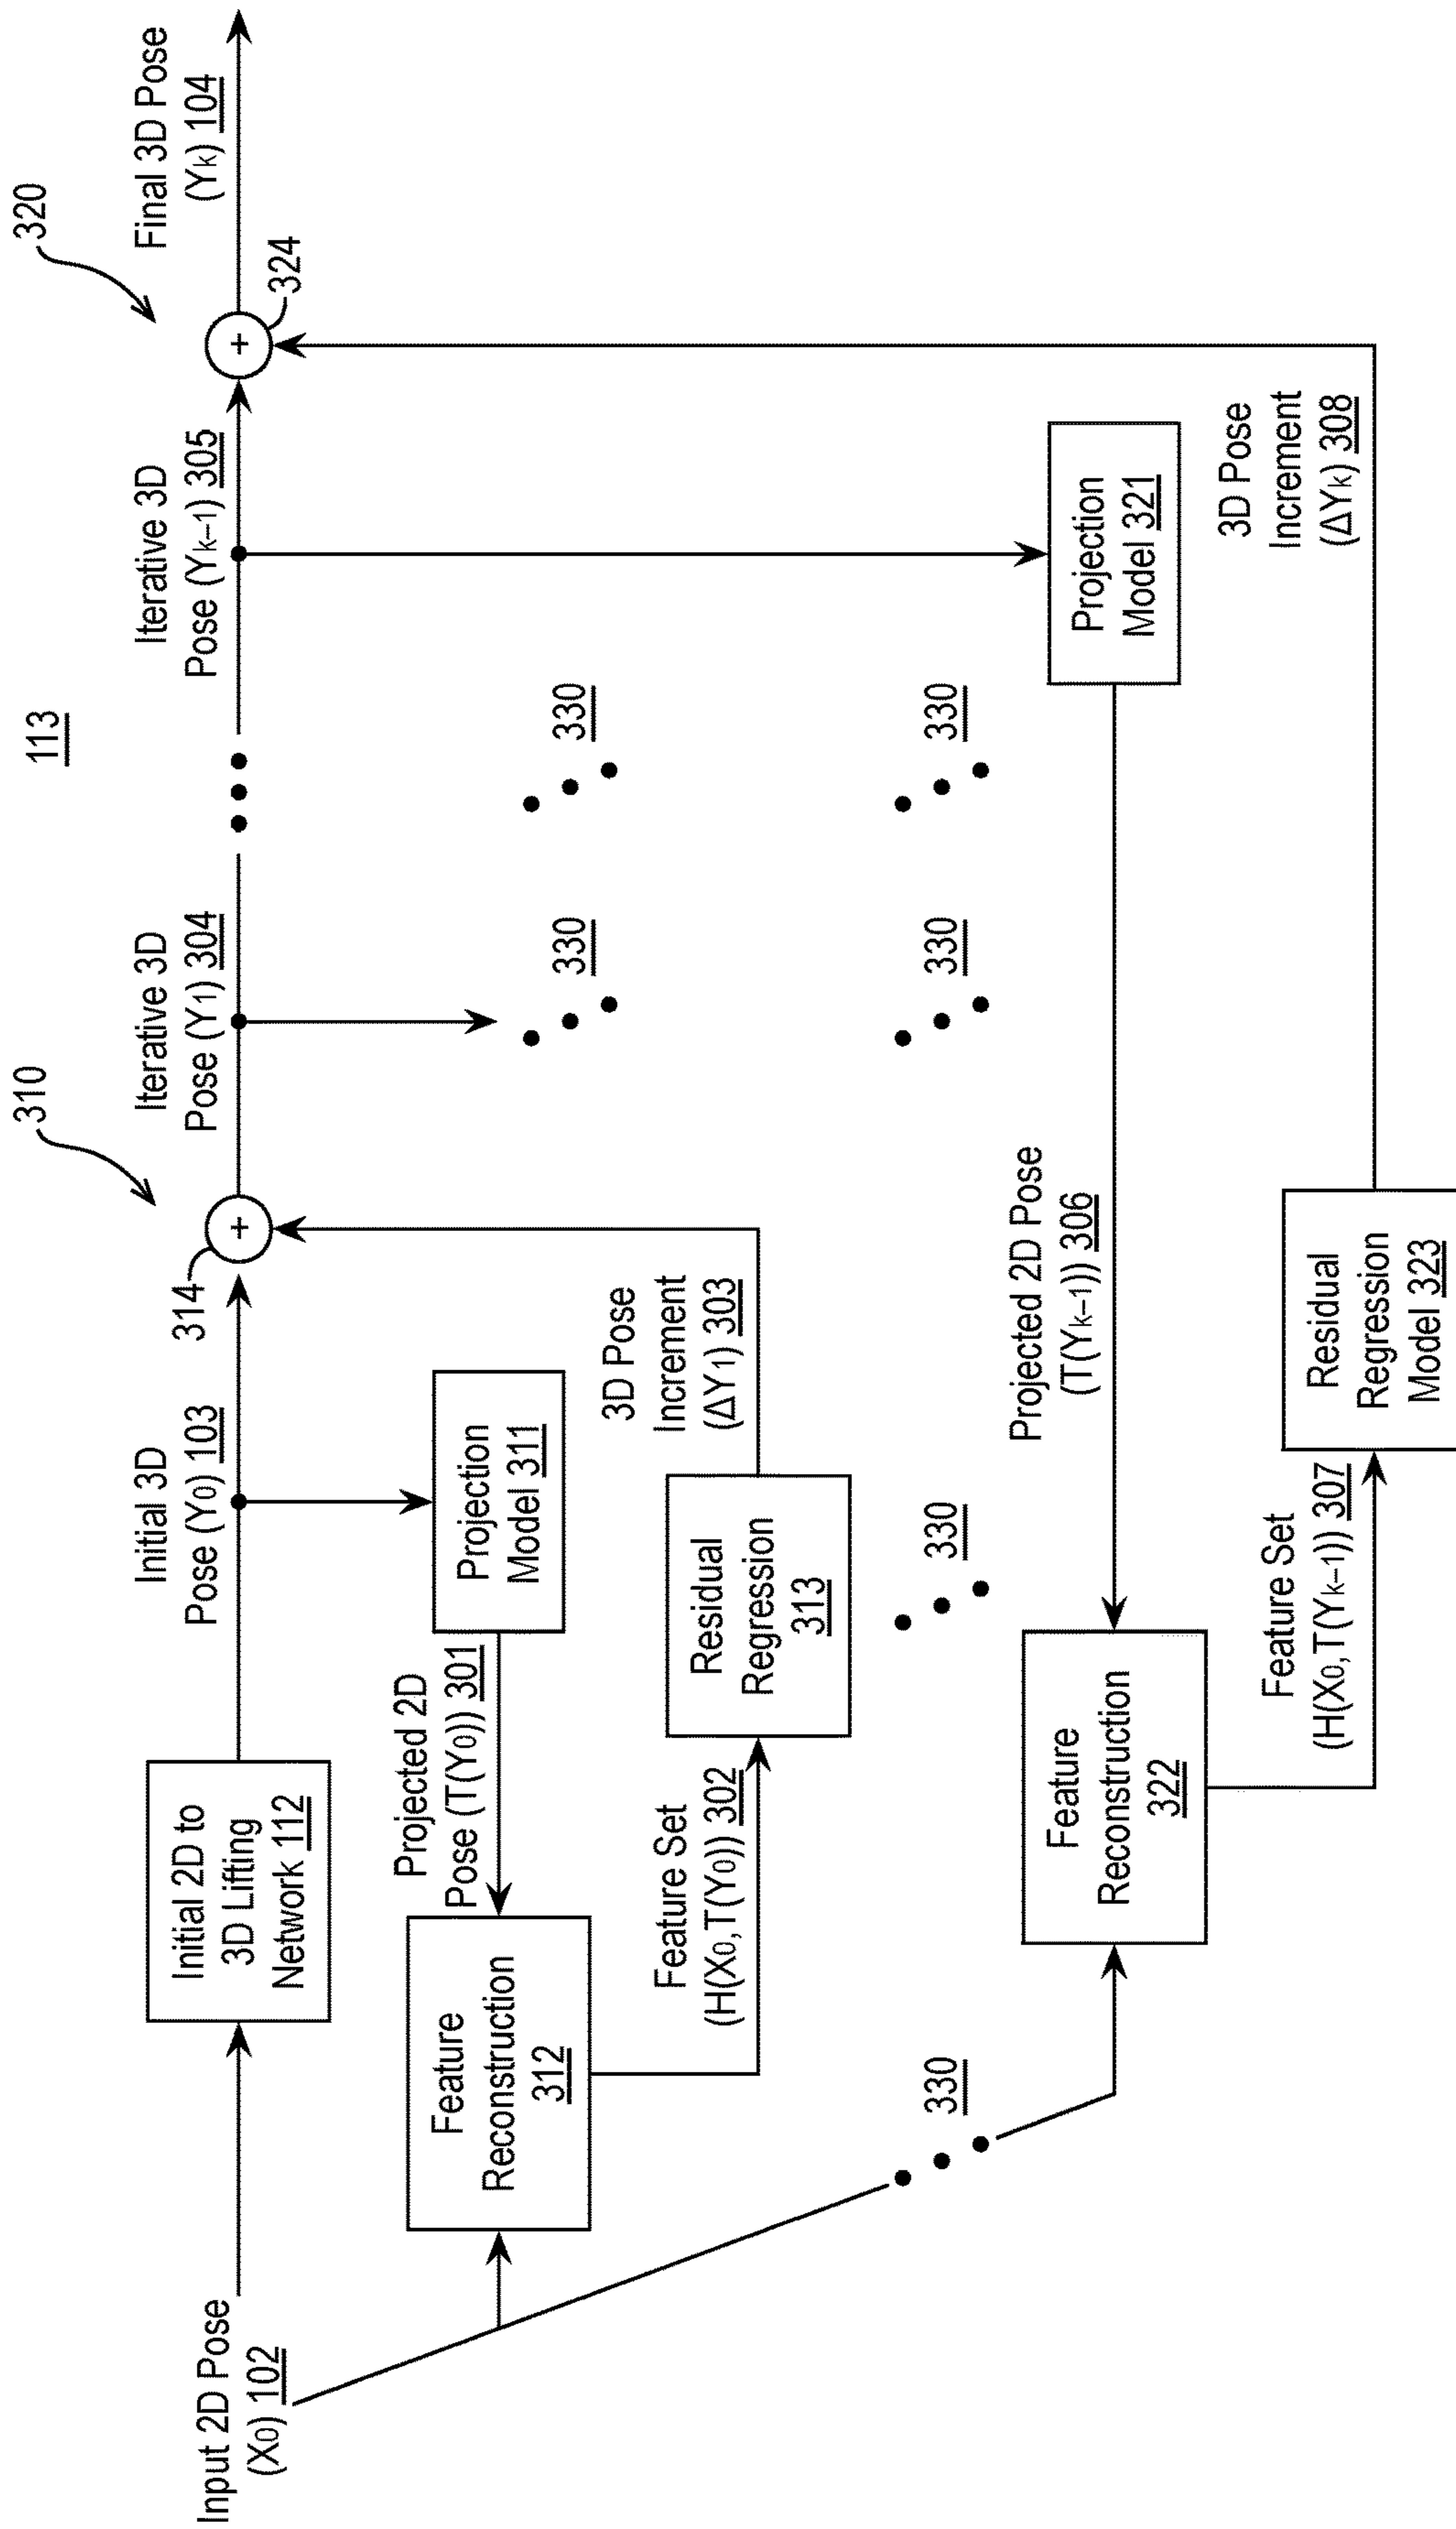 113
310
320
Input 2D Pose
(X0) 102
Initial 2D to
3D Lifting
Network 112
Initial 3D
Pose (Y0) 103
314
+
Iterative 3D
Pose (Y1) 304
Iterative 3D
Pose (Yk–1) 305
+
324
Final 3D Pose
(Yk) 104
Feature
Reconstruction
312
Projected 2D
Pose (T(Y0)) 301
Projection
Model 311
330
330
Feature Set
(H(X0,T(Y0)) 302
Residual
Regression
313
3D Pose
Increment
(ΔY1) 303
330
330
330
330
Feature
Reconstruction
322
Projected 2D Pose
(T(Yk–1)) 306
Projection
Model 321
Feature Set
(H(X0,T(Yk–1)) 307
Residual
Regression
Model 323
3D Pose
Increment
(ΔYk) 308